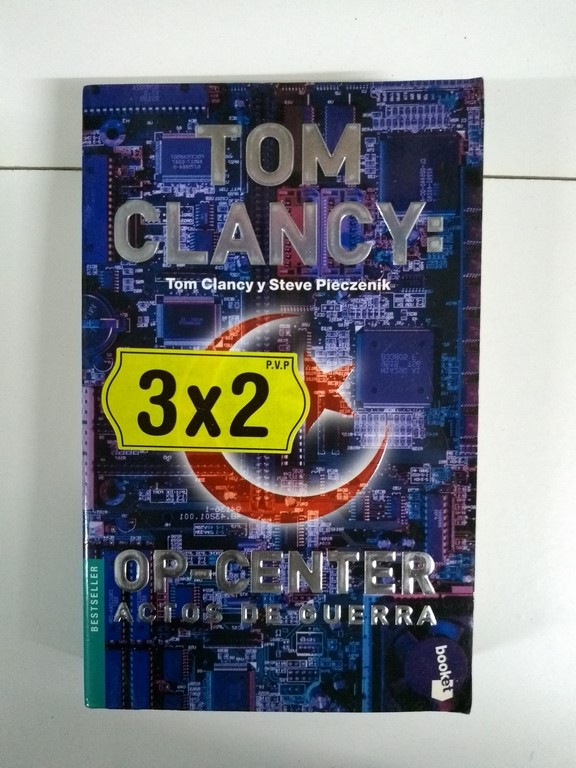 TOM
CLANCY:
Tom Clancy y Steve Pieczenik
P.V.P
3x2
OP-CENTER
ACTOS DE GUERRA
BESTSELLER
booket